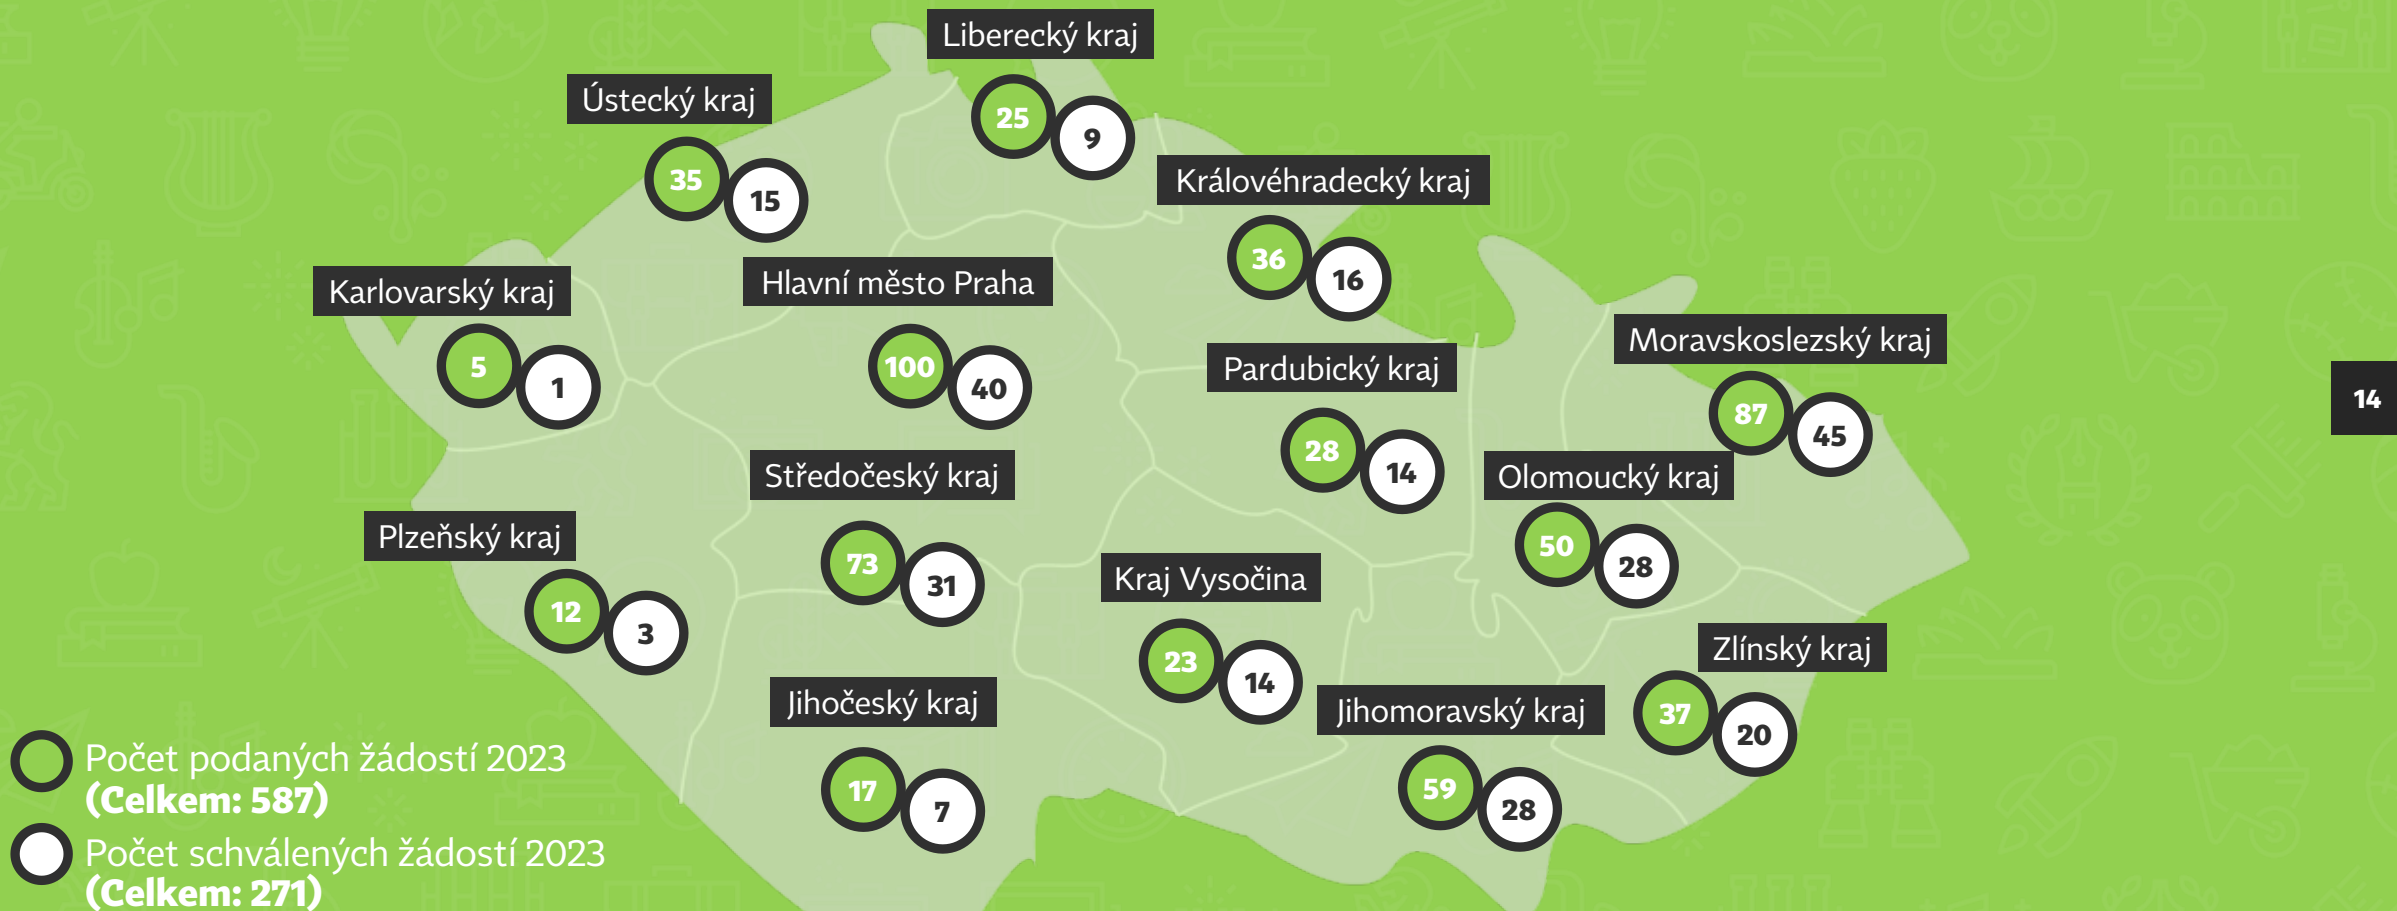 Liberecký kraj
25
9
Ústecký kraj
35
15
Královéhradecký kraj
36
16
Karlovarský kraj
5
1
Hlavní město Praha
100
40
Pardubický kraj
28
14
Moravskoslezský kraj
87
45
14
Středočeský kraj
73
31
Olomoucký kraj
50
28
Plzeňský kraj
12
3
Kraj Vysočina
23
14
Zlínský kraj
37
20
Jihočeský kraj
17
7
Jihomoravský kraj
59
28
Počet podaných žádostí 2023
(Celkem: 587)
Počet schválených žádostí 2023
(Celkem: 271)